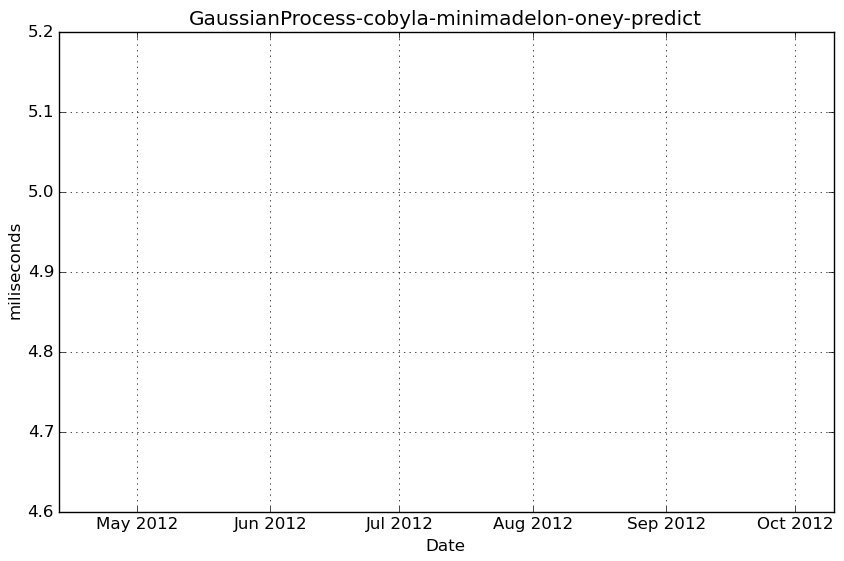 GaussianProcess-cobyla-minimadelon-oney-predict
5.2
5.1
5.0
4.9
4.8
4.7
4.6
miliseconds
May 2012 Jun 2012 Jul 2012 Aug 2012 Sep 2012 Oct 2012
Date